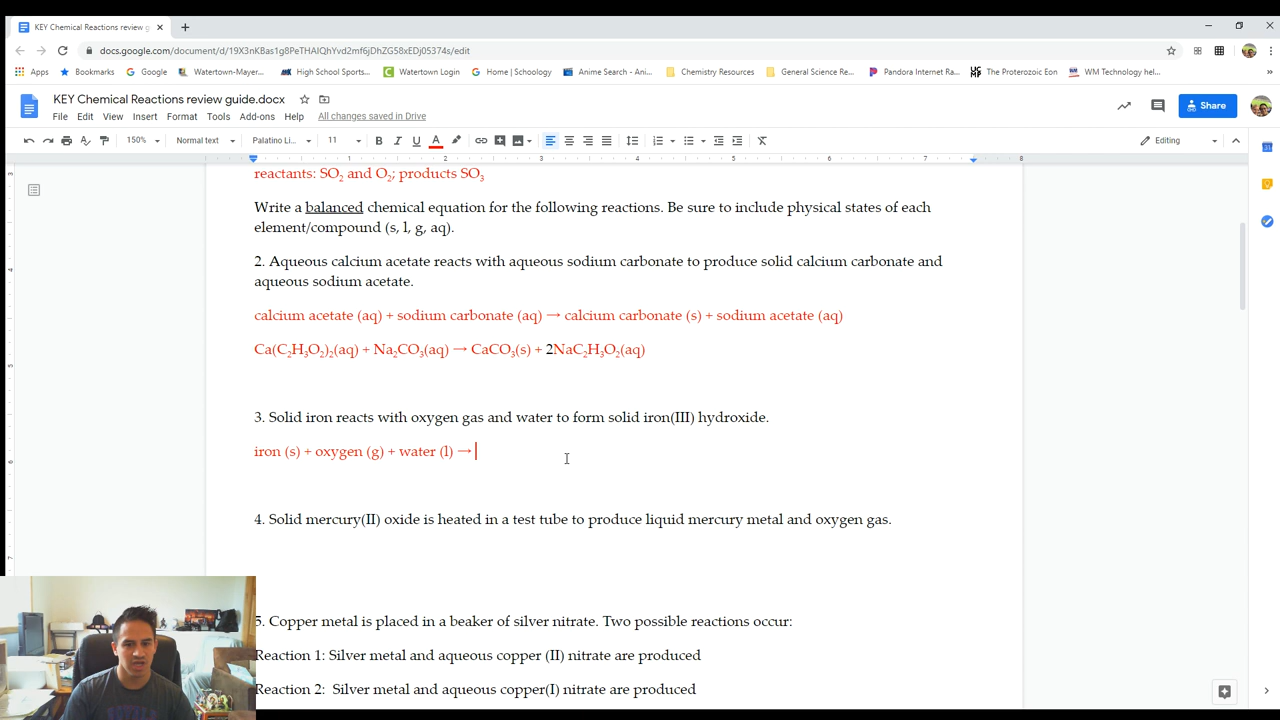 KEY Chemical Reactions review g
docs.google.com/document/d/19X3nKBas1g8PeTHAIQhYvd2mf6jDhZG58xEDj05374s/edit
Apps Bookmarks Google Watertown-Mayer... High School Sports... Watertown Login Home | Schoology Anime Search - Ani... Chemistry Resources General Science Re... Pandora Internet Ra... The Proterozoic Eon WM Technology hel... »
KEY Chemical Reactions review guide.docx
Share
File Edit View Insert Format Tools Add-ons Help All changes saved in Drive
150% Normal text Palatino Li... 11 B I U A Editing
1 2 3 4 5 6 7 8
reactants: SO₂ and O₂; products SO₃
Write a balanced chemical equation for the following reactions. Be sure to include physical states of each
element/compound (s, l, g, aq).
2. Aqueous calcium acetate reacts with aqueous sodium carbonate to produce solid calcium carbonate and
aqueous sodium acetate.
calcium acetate (aq) + sodium carbonate (aq) → calcium carbonate (s) + sodium acetate (aq)
Ca(C₂H₃O₂)₂(aq) + Na₂CO₃(aq) → CaCO₃(s) + 2NaC₂H₃O₂(aq)
3. Solid iron reacts with oxygen gas and water to form solid iron(III) hydroxide.
iron (s) + oxygen (g) + water (l) →
4. Solid mercury(II) oxide is heated in a test tube to produce liquid mercury metal and oxygen gas.
5. Copper metal is placed in a beaker of silver nitrate. Two possible reactions occur:
Reaction 1: Silver metal and aqueous copper (II) nitrate are produced
Reaction 2: Silver metal and aqueous copper(I) nitrate are produced